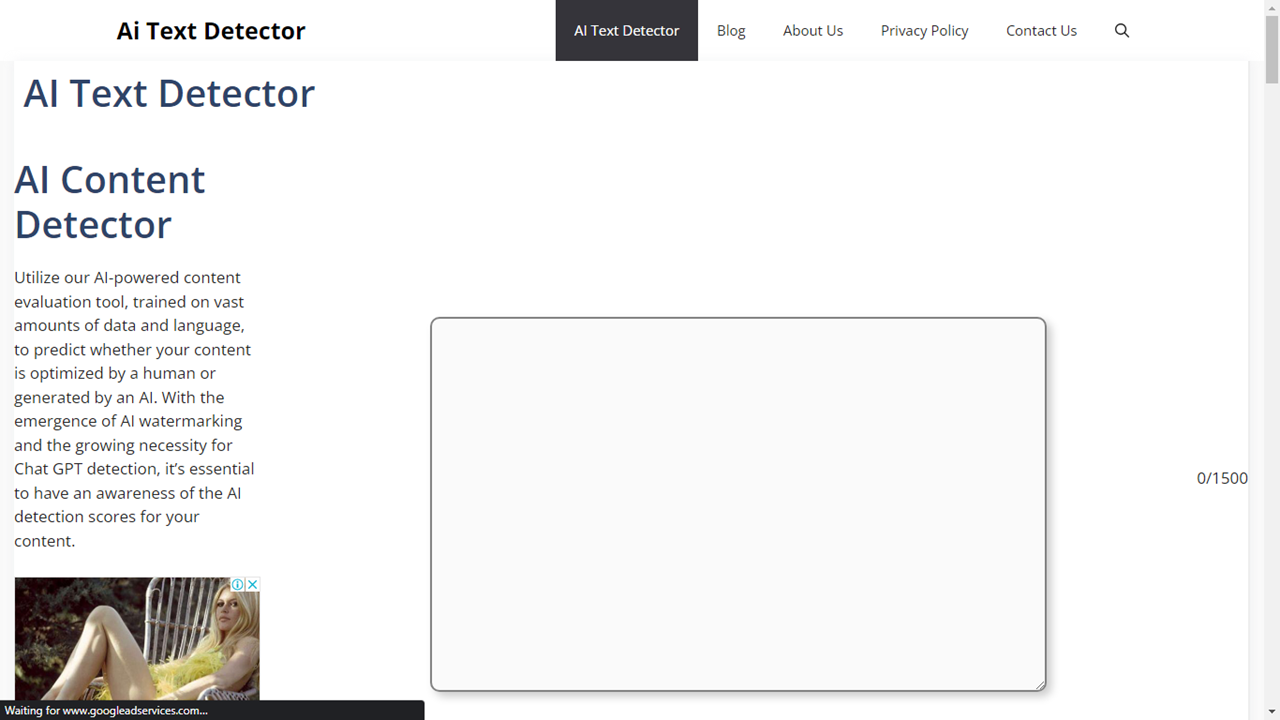 Ai Text Detector
AI Text Detector
Blog
About Us
Privacy Policy
Contact Us
AI Text Detector
AI Content
Detector
Utilize our AI-powered content
evaluation tool, trained on vast
amounts of data and language,
to predict whether your content
is optimized by a human or
generated by an AI. With the
emergence of AI watermarking
and the growing necessity for
Chat GPT detection, it’s essential
to have an awareness of the AI
detection scores for your
content.
0/1500
Waiting for www.googleadservices.com...